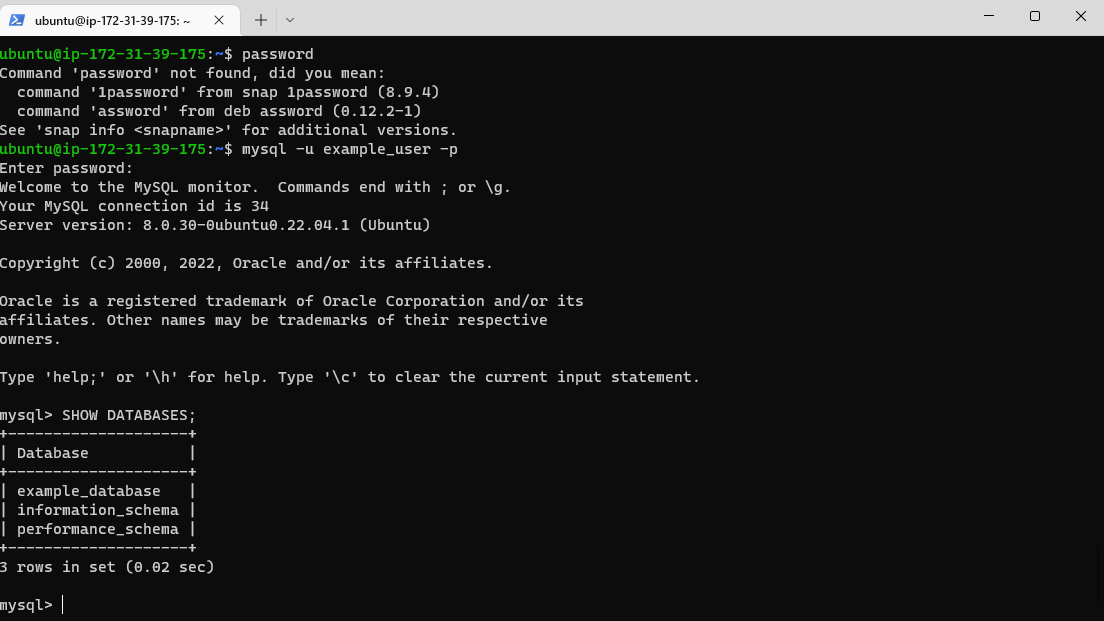 ubuntu@ip-172-31-39-175: ~
ubuntu@ip-172-31-39-175:~$ password
Command 'password' not found, did you mean:
  command '1password' from snap 1password (8.9.4)
  command 'assword' from deb assword (0.12.2-1)
See 'snap info <snapname>' for additional versions.
ubuntu@ip-172-31-39-175:~$ mysql -u example_user -p
Enter password:
Welcome to the MySQL monitor.  Commands end with ; or \g.
Your MySQL connection id is 34
Server version: 8.0.30-0ubuntu0.22.04.1 (Ubuntu)

Copyright (c) 2000, 2022, Oracle and/or its affiliates.

Oracle is a registered trademark of Oracle Corporation and/or its
affiliates. Other names may be trademarks of their respective
owners.

Type 'help;' or '\h' for help. Type '\c' to clear the current input statement.

mysql> SHOW DATABASES;
+--------------------+
| Database           |
+--------------------+
| example_database   |
| information_schema |
| performance_schema |
+--------------------+
3 rows in set (0.02 sec)

mysql>